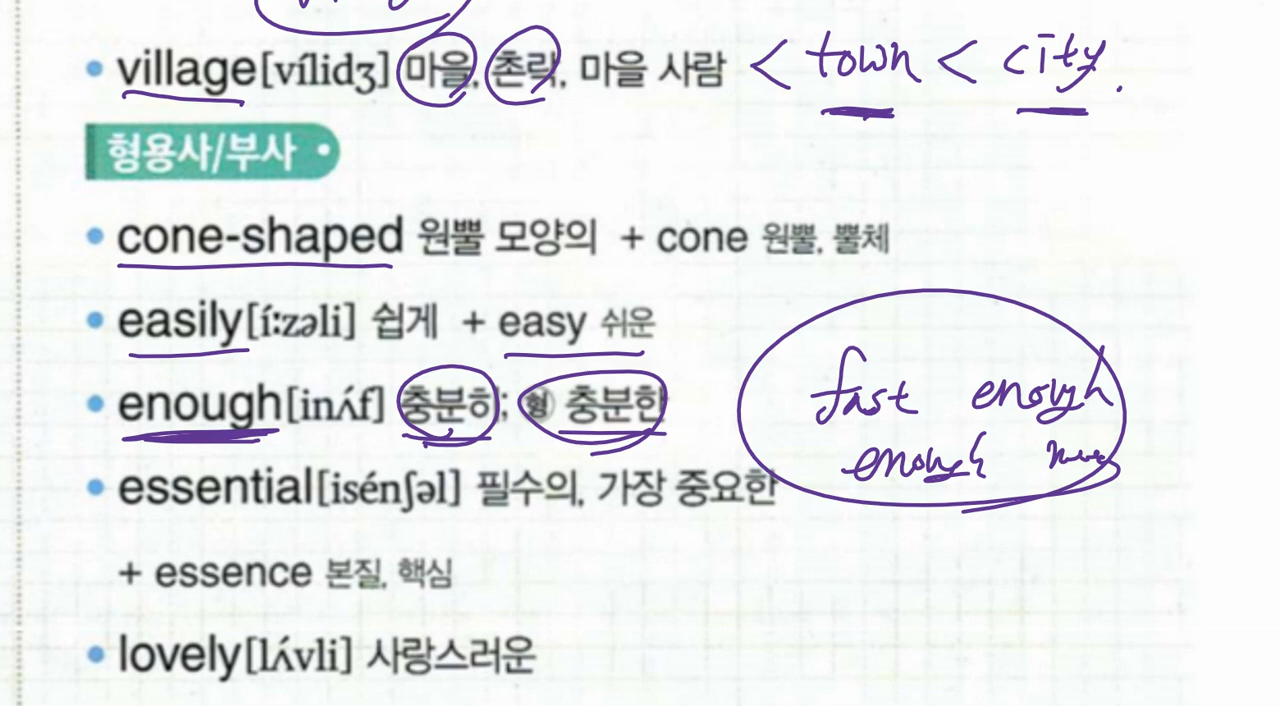 village[vílidʒ] 마을, 촌락, 마을 사람 < town < city.
형용사/부사
cone-shaped 원뿔 모양의 + cone 원뿔, 뿔체
easily[íːzəli] 쉽게 + easy 쉬운
fast enough
enough[inʌ́f] 충분히; 형 충분한
enough
essential[isénʃəl] 필수의, 가장 중요한
+ essence 본질, 핵심
lovely[lʌ́vli] 사랑스러운